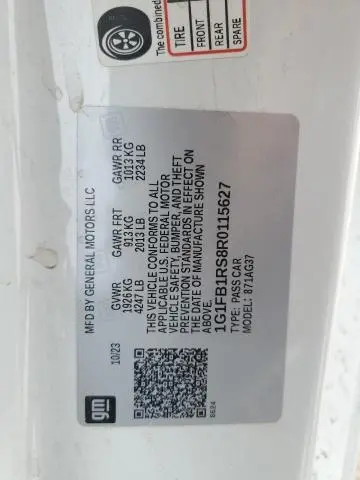 The combined
TIRE
FRONT
REAR
SPARE
MFD BY GENERAL MOTORS LLC
10/23
GVWR GAWR FRT GAWR RR
1926 KG 913 KG 1013 KG
4247 LB 2013 LB 2234 LB
THIS VEHICLE CONFORMS TO ALL
APPLICABLE U.S. FEDERAL MOTOR
VEHICLE SAFETY, BUMPER, AND THEFT
PREVENTION STANDARDS IN EFFECT ON
THE DATE OF MANUFACTURE SHOWN
ABOVE.
1G1FB1RS8R0115627
TYPE: PASS CAR
MODEL: 871AG37
gm
8624